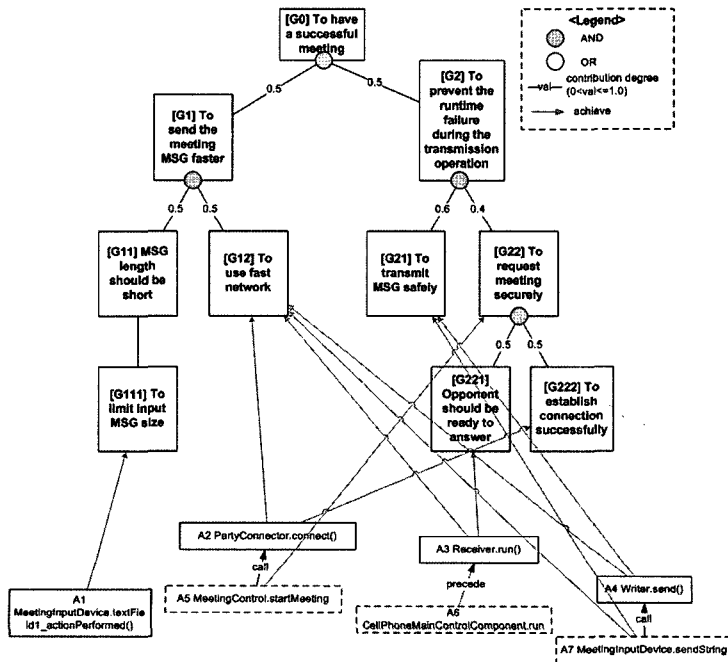 [G0] To have
a successful
meeting
<Legend>
AND
OR
val
contribution degree
(0<val<=1.0)
achieve
0.5
0.5
[G1] To
send the
meeting
MSG faster
[G2] To
prevent the
runtime
failure
during the
transmission
operation
0.5
0.5
0.6
0.4
[G11] MSG
length
should be
short
[G12] To
use fast
network
[G21] To
transmit
MSG safely
[G22] To
request
meeting
securely
0.5
0.5
[G111] To
limit input
MSG size
[G221]
Opponent
should be
ready to
answer
[G222] To
establish
connection
successfully
A2 PartyConnector.connect()
call
A5 MeetingControl.startMeeting
A3 Receiver.run()
precede
A6
CellPhoneMainControlComponent.run
A4 Writer.send()
call
A7 MeetingInputDevice.sendString
A1
MeetingInputDevice.textFie
ld1_actionPerformed()